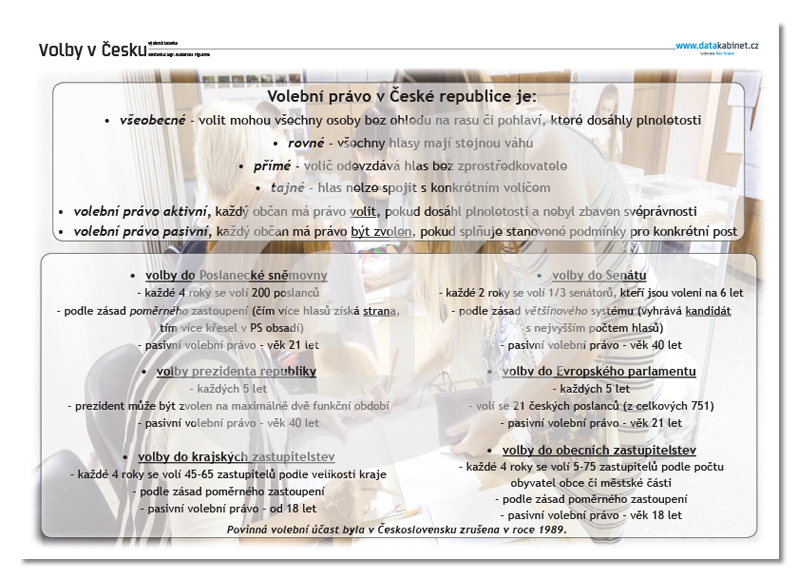 Volby v Česku
www.datakabinet.cz
Volební právo v České republice je:
• všeobecné - volit mohou všechny osoby bez ohledu na rasu či pohlaví, které dosáhly plnoletosti
• rovné - všechny hlasy mají stejnou váhu
• přímé - volič odevzdává hlas bez zprostředkovatele
• tajné - hlas nelze spojit s konkrétním voličem
• volební právo aktivní, každý občan má právo volit, pokud dosáhl plnoletosti a nebyl zbaven svéprávnosti
• volební právo pasivní, každý občan má právo být zvolen, pokud splňuje stanovené podmínky pro konkrétní post
• volby do Poslanecké sněmovny
- každé 4 roky se volí 200 poslanců
- podle zásad poměrného zastoupení (čím více hlasů získá strana,
tím více křesel v PS obsadí)
- pasivní volební právo - věk 21 let
• volby prezidenta republiky
- každých 5 let
- prezident může být zvolen na maximálně dvě funkční období
- pasivní volební právo - věk 40 let
• volby do krajských zastupitelstev
- každé 4 roky se volí 45-65 zastupitelů podle velikosti kraje
- podle zásad poměrného zastoupení
- pasivní volební právo - od 18 let
• volby do Senátu
- každé 2 roky se volí 1/3 senátorů, kteří jsou voleni na 6 let
- podle zásad většinového systému (vyhrává kandidát
s nejvyšším počtem hlasů)
- pasivní volební právo - věk 40 let
• volby do Evropského parlamentu
- každých 5 let
- volí se 21 českých poslanců (z celkových 751)
- pasivní volební právo - věk 21 let
• volby do obecních zastupitelstev
- každé 4 roky se volí 5-75 zastupitelů podle počtu
obyvatel obce či městské části
- podle zásad poměrného zastoupení
- pasivní volební právo - věk 18 let
Povinná volební účast byla v Československu zrušena v roce 1989.